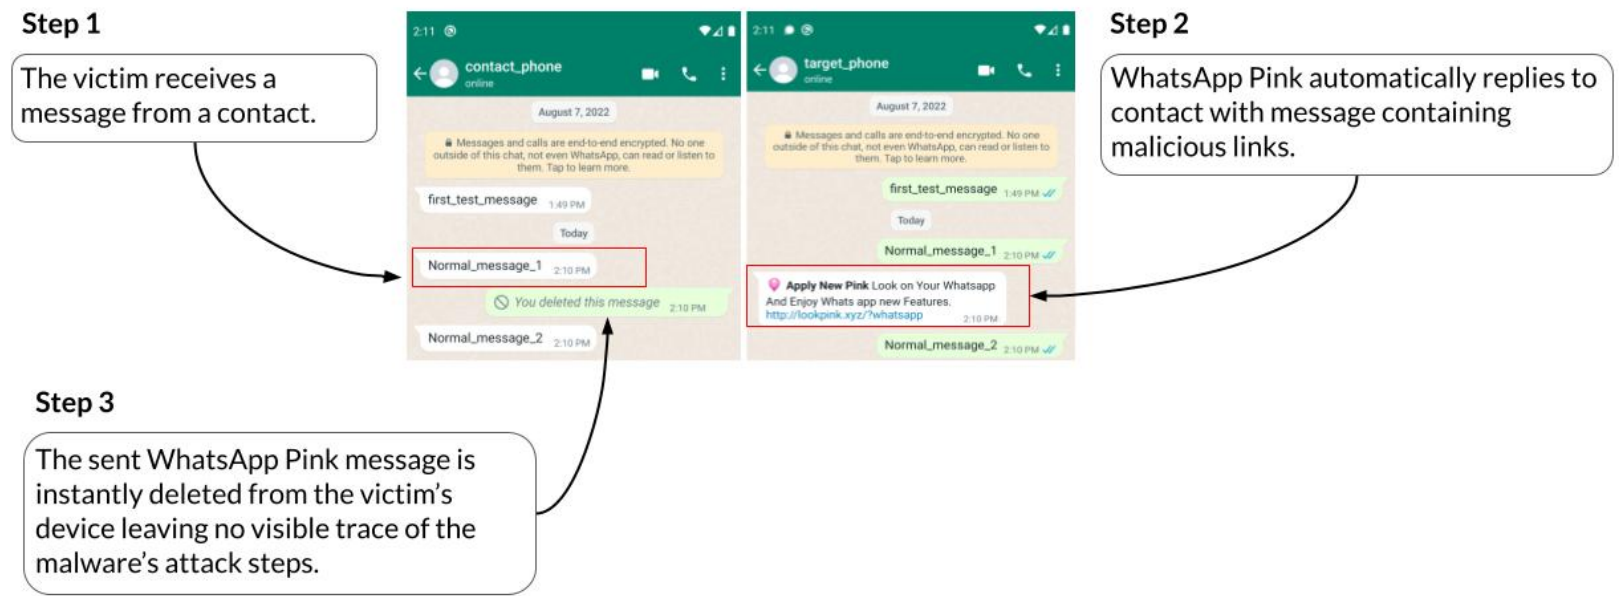 Step 1
The victim receives a
message from a contact.
2:11
contact_phone
online
August 7, 2022
Messages and calls are end-to-end encrypted. No one
outside of this chat, not even WhatsApp, can read or listen to
them. Tap to learn more.
first_test_message 1:49 PM
Today
Normal_message_1 2:10 PM
You deleted this message 2:10 PM
Normal_message_2 2:10 PM
2:11
target_phone
online
August 7, 2022
Messages and calls are end-to-end encrypted. No one
outside of this chat, not even WhatsApp, can read or listen to
them. Tap to learn more.
first_test_message 1:49 PM
Today
Normal_message_1 2:10 PM
Apply New Pink Look on Your Whatsapp
And Enjoy Whats app new Features.
http://lookpink.xyz/?whatsapp
2:10 PM
Normal_message_2 2:10 PM
Step 2
WhatsApp Pink automatically replies to
contact with message containing
malicious links.
Step 3
The sent WhatsApp Pink message is
instantly deleted from the victim’s
device leaving no visible trace of the
malware’s attack steps.